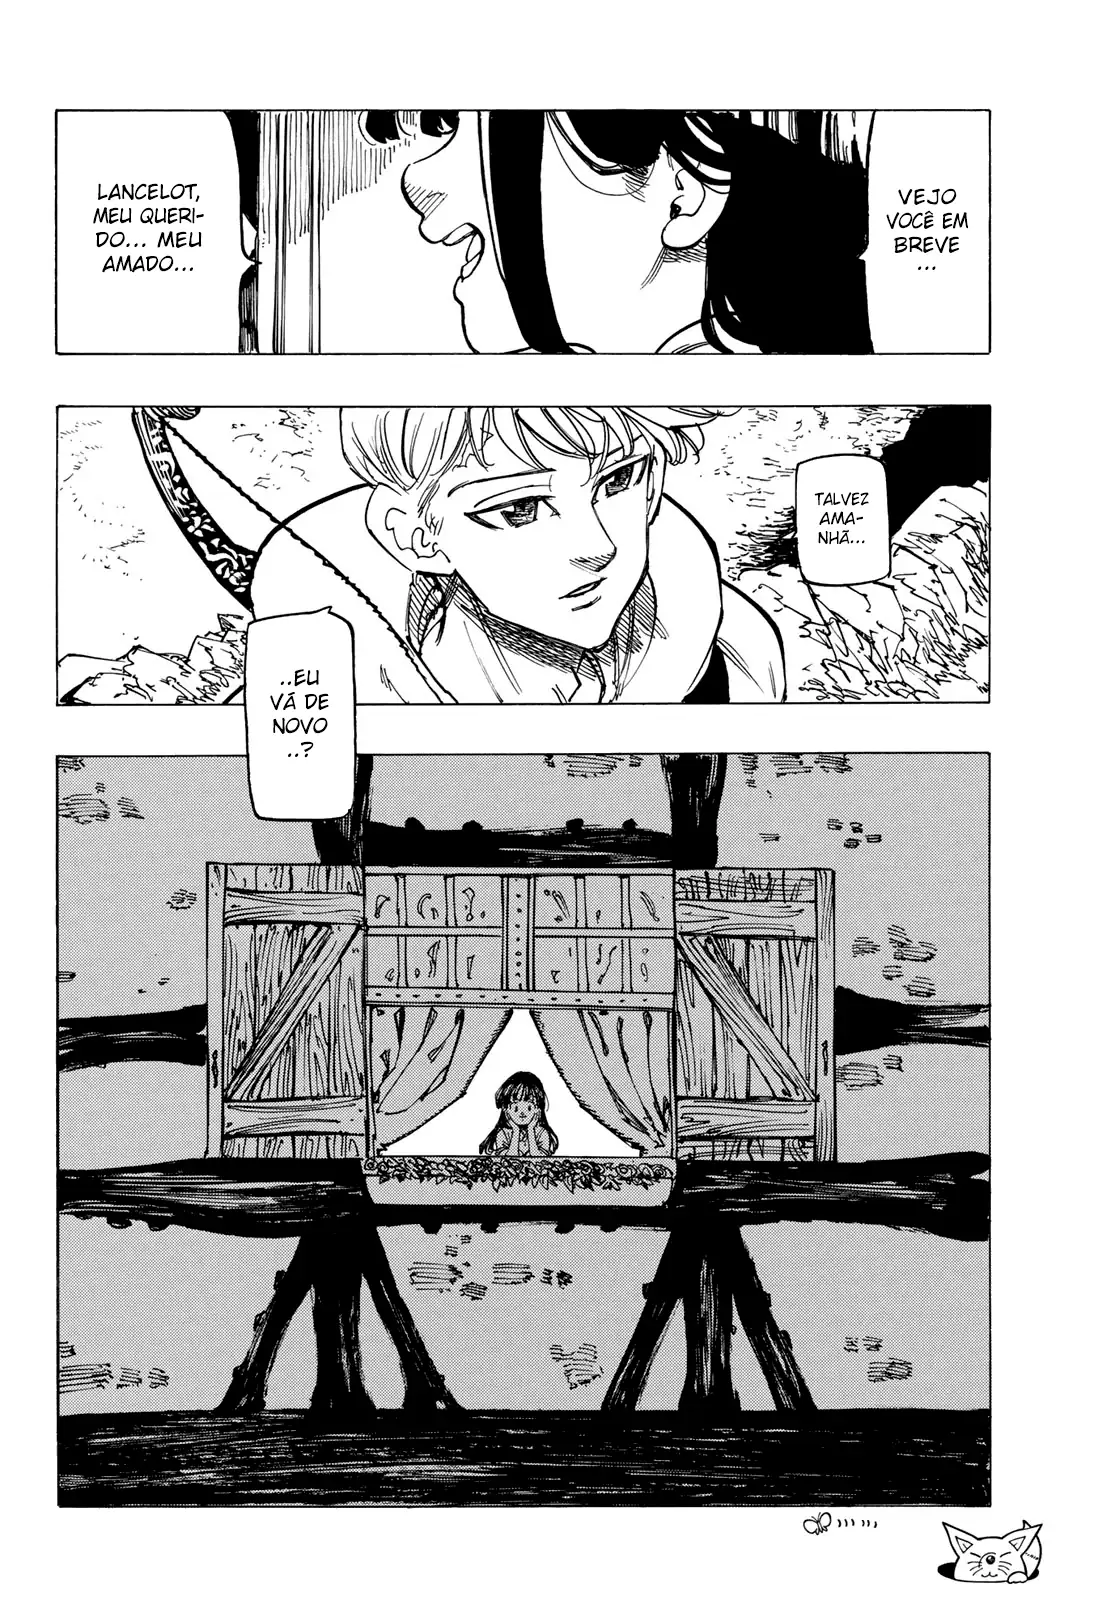 VEJO
VOCÊ EM
BREVE
...
LANCELOT,
MEU QUERI-
DO... MEU
AMADO...
TALVEZ
AMA-
NHÃ...
..EU
VÁ DE
NOVO
..?